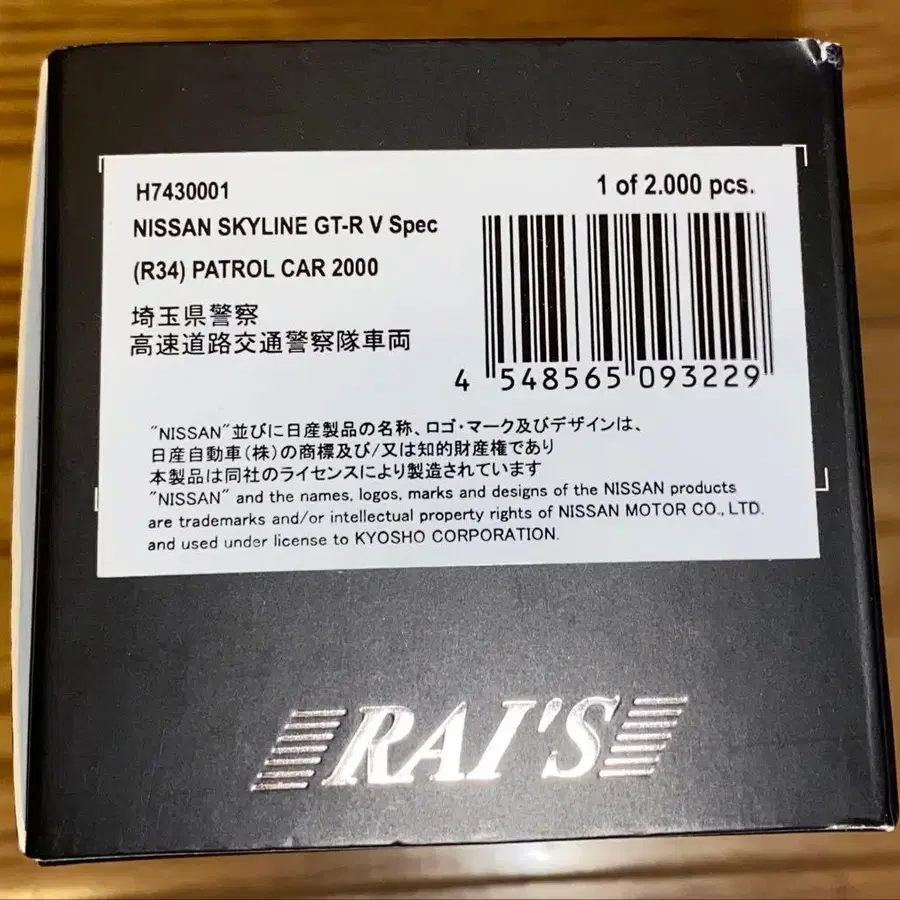 H7430001
1 of 2.000 pcs.
NISSAN SKYLINE GT-R V Spec
(R34) PATROL CAR 2000
埼玉県警察
高速道路交通警察隊車両
4 548565 093229
"NISSAN"並びに日産製品の名称、ロゴ・マーク及びデザインは、
日産自動車(株)の商標及び/又は知的財産権であり
本製品は同社のライセンスにより製造されています
"NISSAN" and the names, logos, marks and designs of the NISSAN products
are trademarks and/or intellectual property rights of NISSAN MOTOR CO., LTD.
and used under license to KYOSHO CORPORATION.
RAI'S